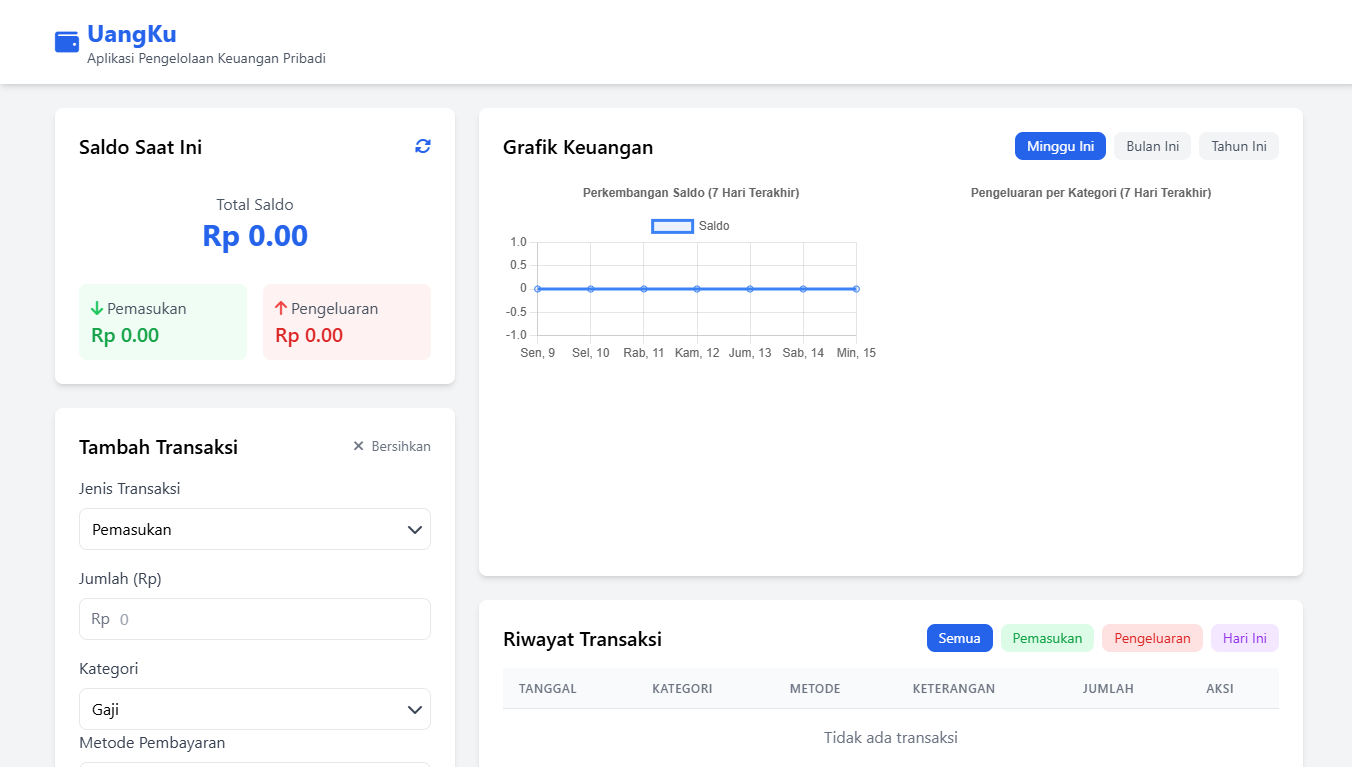 UangKu
Aplikasi Pengelolaan Keuangan Pribadi
Saldo Saat Ini
Total Saldo
Rp 0.00
Pemasukan
Rp 0.00
Pengeluaran
Rp 0.00
Tambah Transaksi
Bersihkan
Jenis Transaksi
Pemasukan
Jumlah (Rp)
Rp 0
Kategori
Gaji
Metode Pembayaran
Grafik Keuangan
Minggu Ini
Bulan Ini
Tahun Ini
Perkembangan Saldo (7 Hari Terakhir)
Saldo
1.0
0.5
0
-0.5
-1.0
Sen, 9 Sel, 10 Rab, 11 Kam, 12 Jum, 13 Sab, 14 Min, 15
Pengeluaran per Kategori (7 Hari Terakhir)
Riwayat Transaksi
Semua
Pemasukan
Pengeluaran
Hari Ini
TANGGAL KATEGORI METODE KETERANGAN JUMLAH AKSI
Tidak ada transaksi